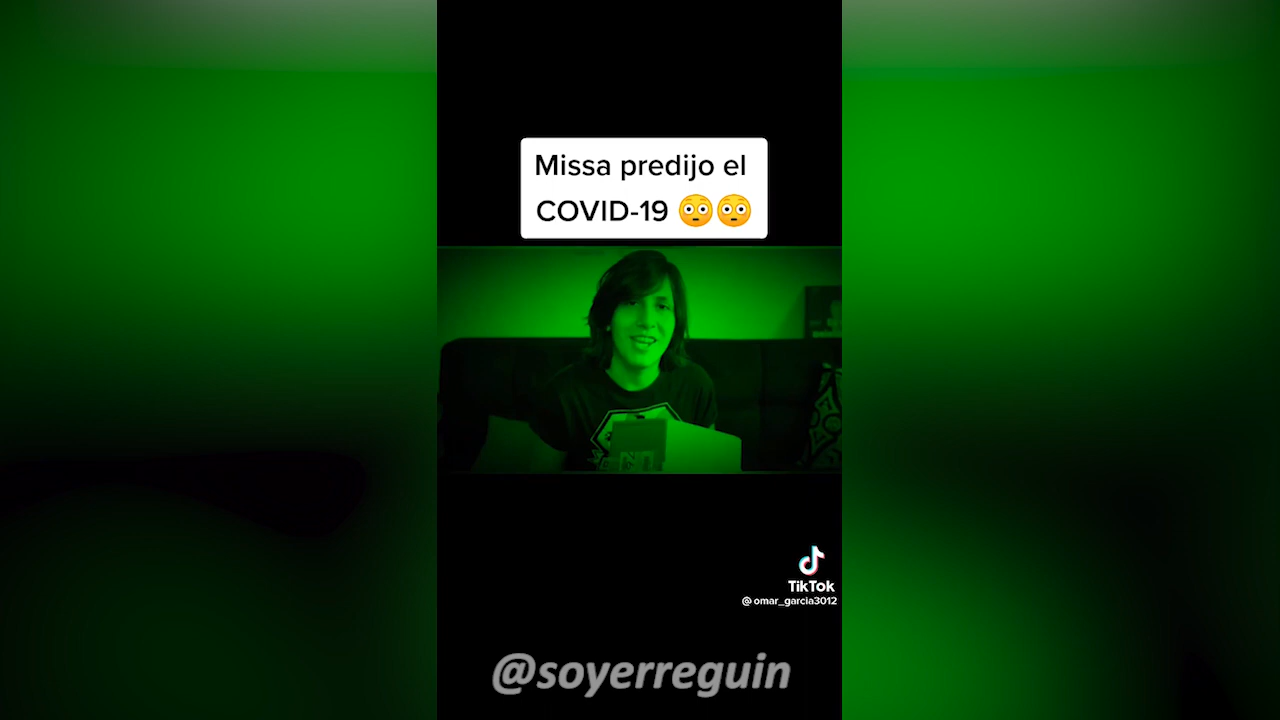 Missa predijo el
COVID-19 😳😳
TikTok
@omar_garcia3012
@soyerreguin